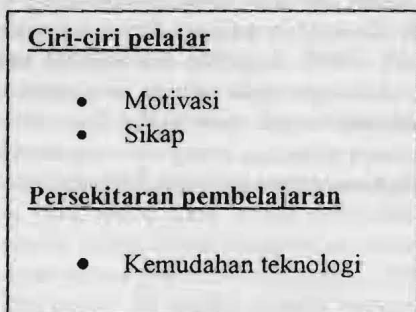 Ciri-ciri pelajar
• Motivasi
• Sikap
Persekitaran pembelajaran
• Kemudahan teknologi